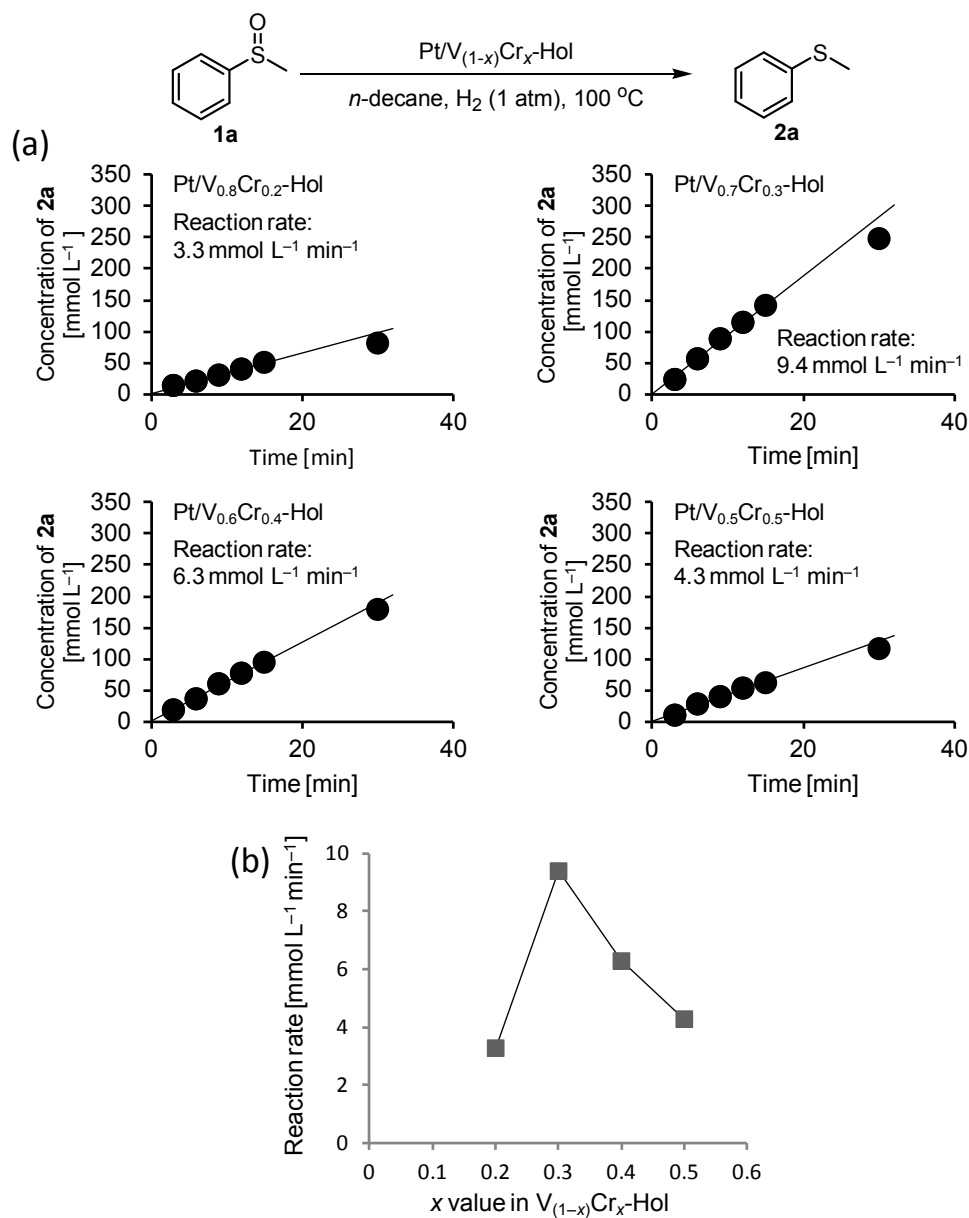 O
S
1a
Pt/V(1-x)Crx-Hol
n-decane, H2 (1 atm), 100 oC
S
2a
(a)
Concentration of 2a
[mmol L−1]
350
300
250
200
150
100
50
0
Pt/V0.8Cr0.2-Hol
Reaction rate:
3.3 mmol L−1 min−1
0 20 40
Time [min]
Concentration of 2a
[mmol L−1]
350
300
250
200
150
100
50
0
Pt/V0.7Cr0.3-Hol
Reaction rate:
9.4 mmol L−1 min−1
0 20 40
Time [min]
Concentration of 2a
[mmol L−1]
350
300
250
200
150
100
50
0
Pt/V0.6Cr0.4-Hol
Reaction rate:
6.3 mmol L−1 min−1
0 20 40
Time [min]
Concentration of 2a
[mmol L−1]
350
300
250
200
150
100
50
0
Pt/V0.5Cr0.5-Hol
Reaction rate:
4.3 mmol L−1 min−1
0 20 40
Time [min]
(b)
Reaction rate [mmol L−1 min−1]
10
8
6
4
2
0
0 0.1 0.2 0.3 0.4 0.5 0.6
x value in V(1–x)Crx-Hol